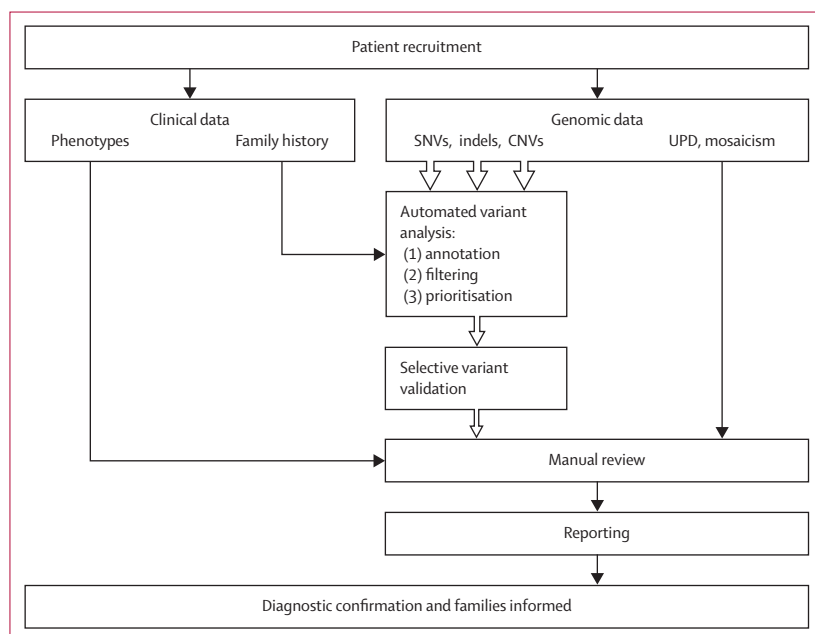 Patient recruitment
Clinical data
Phenotypes Family history
Genomic data
SNVs, indels, CNVs UPD, mosaicism
Automated variant
analysis:
(1) annotation
(2) filtering
(3) prioritisation
Selective variant
validation
Manual review
Reporting
Diagnostic confirmation and families informed